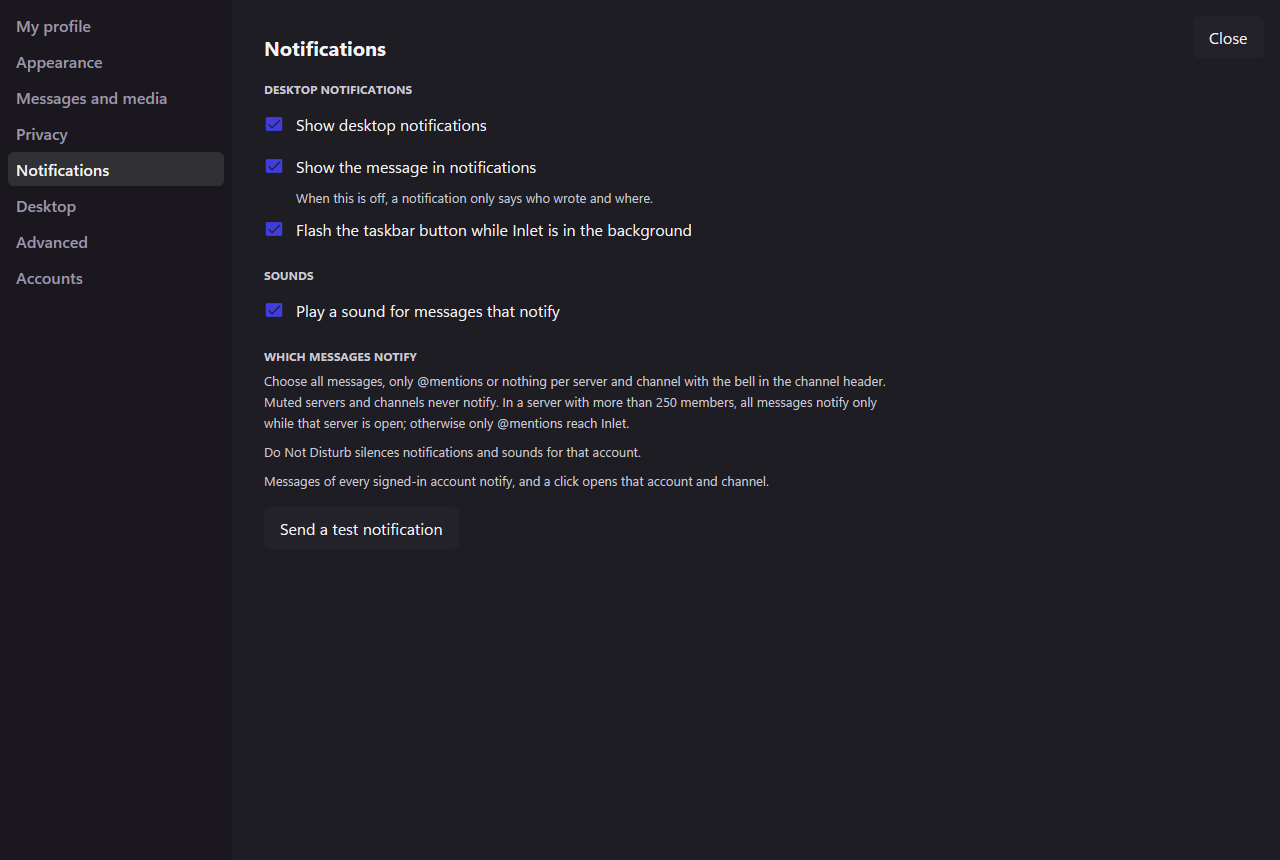 My profile
Appearance
Messages and media
Privacy
Notifications
Desktop
Advanced
Accounts
Close
Notifications
DESKTOP NOTIFICATIONS
Show desktop notifications
Show the message in notifications
When this is off, a notification only says who wrote and where.
Flash the taskbar button while Inlet is in the background
SOUNDS
Play a sound for messages that notify
WHICH MESSAGES NOTIFY
Choose all messages, only @mentions or nothing per server and channel with the bell in the channel header.
Muted servers and channels never notify. In a server with more than 250 members, all messages notify only
while that server is open; otherwise only @mentions reach Inlet.
Do Not Disturb silences notifications and sounds for that account.
Messages of every signed-in account notify, and a click opens that account and channel.
Send a test notification